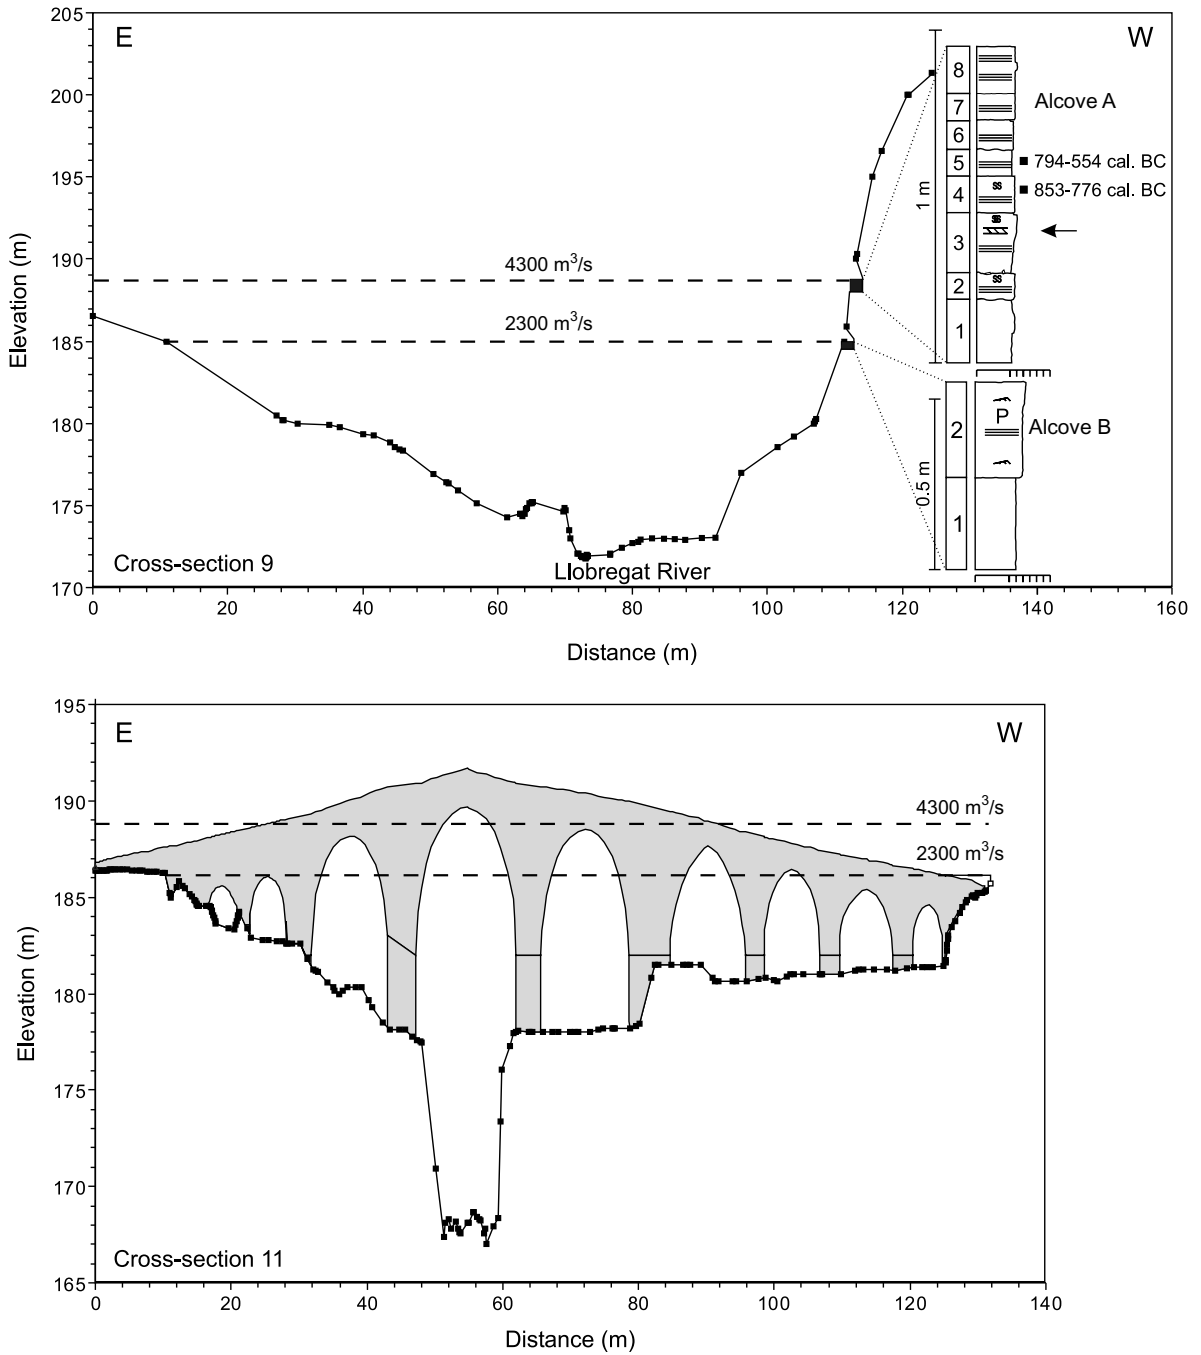 205
200
195
190
185
180
175
170
Elevation (m)
E
W
4300 m³/s
2300 m³/s
8
7
6
5
4
3
2
1
1 m
Alcove A
794-554 cal. BC
853-776 cal. BC
ss
ss
ss
2
1
0.5 m
P
Alcove B
Cross-section 9
Llobregat River
0
20
40
60
80
100
120
140
160
Distance (m)
195
190
185
180
175
170
165
Elevation (m)
E
W
4300 m³/s
2300 m³/s
Cross-section 11
0
20
40
60
80
100
120
140
Distance (m)